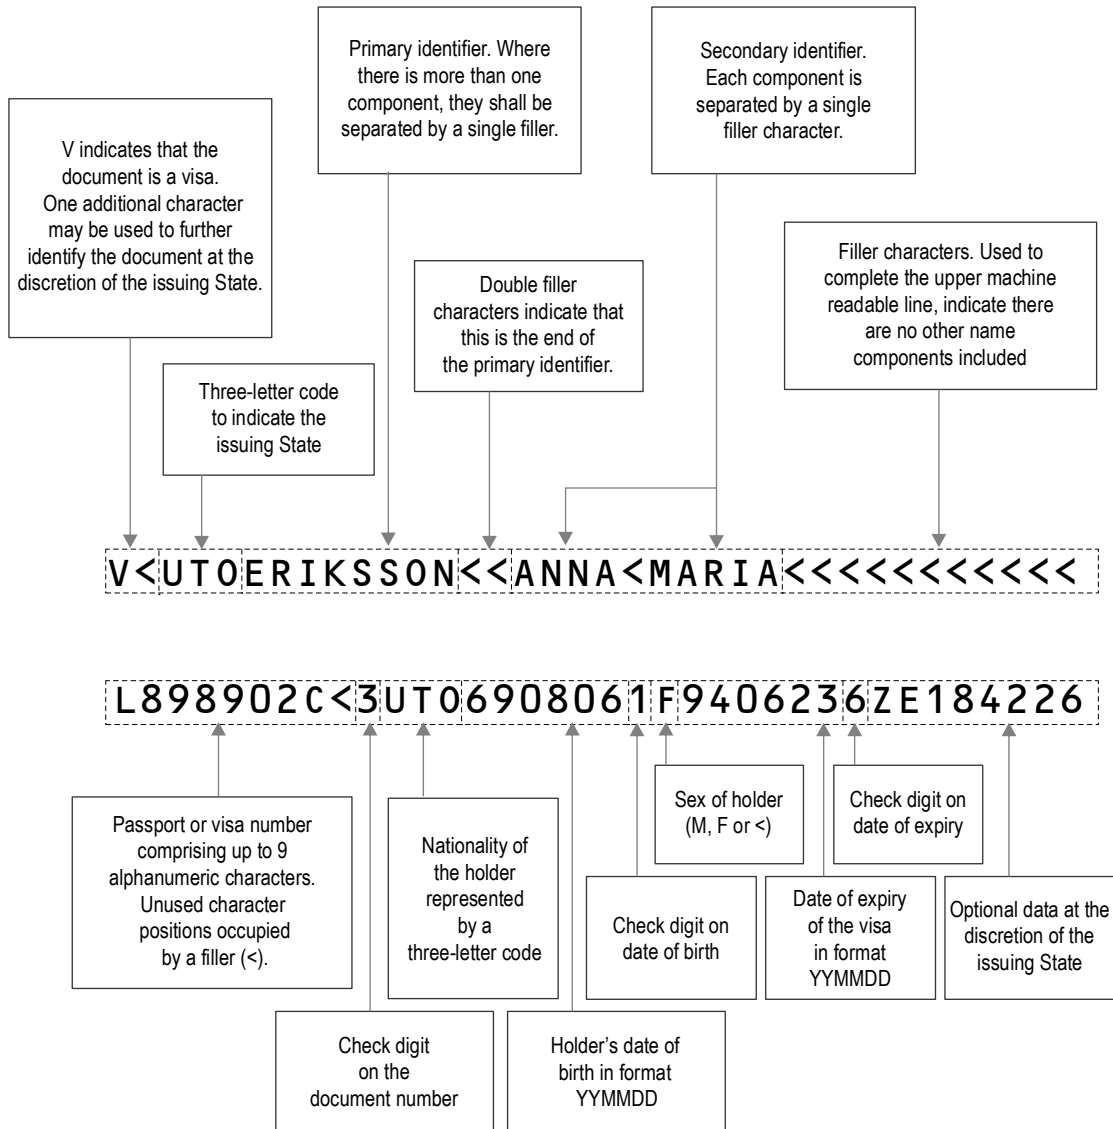 Primary identifier. Where
there is more than one
component, they shall be
separated by a single filler.
Secondary identifier.
Each component is
separated by a single
filler character.
V indicates that the
document is a visa.
One additional character
may be used to further
identify the document at the
discretion of the issuing State.
Double filler
characters indicate that
this is the end of
the primary identifier.
Filler characters. Used to
complete the upper machine
readable line, indicate there
are no other name
components included
Three-letter code
to indicate the
issuing State
V<UTOERIKSSON<<ANNA<MARIA<<<<<<<<<<<
L898902C<3UTO6908061F9406236ZE184226
Passport or visa number
comprising up to 9
alphanumeric characters.
Unused character
positions occupied
by a filler (<).
Nationality of
the holder
represented
by a
three-letter code
Sex of holder
(M, F or <)
Check digit on
date of expiry
Check digit on
date of birth
Date of expiry
of the visa
in format
YYMMDD
Optional data at the
discretion of the
issuing State
Check digit
on the
document number
Holder’s date of
birth in format
YYMMDD